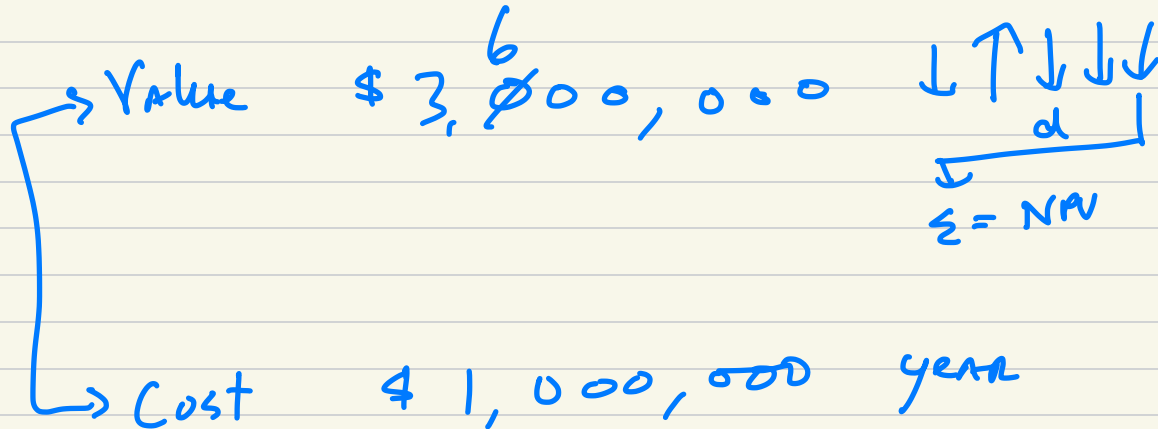 6
Value $ 3,000,000 ↓ ↑ ↓ ↓ ↓
d
Σ = NPV
Cost $ 1,000,000 year